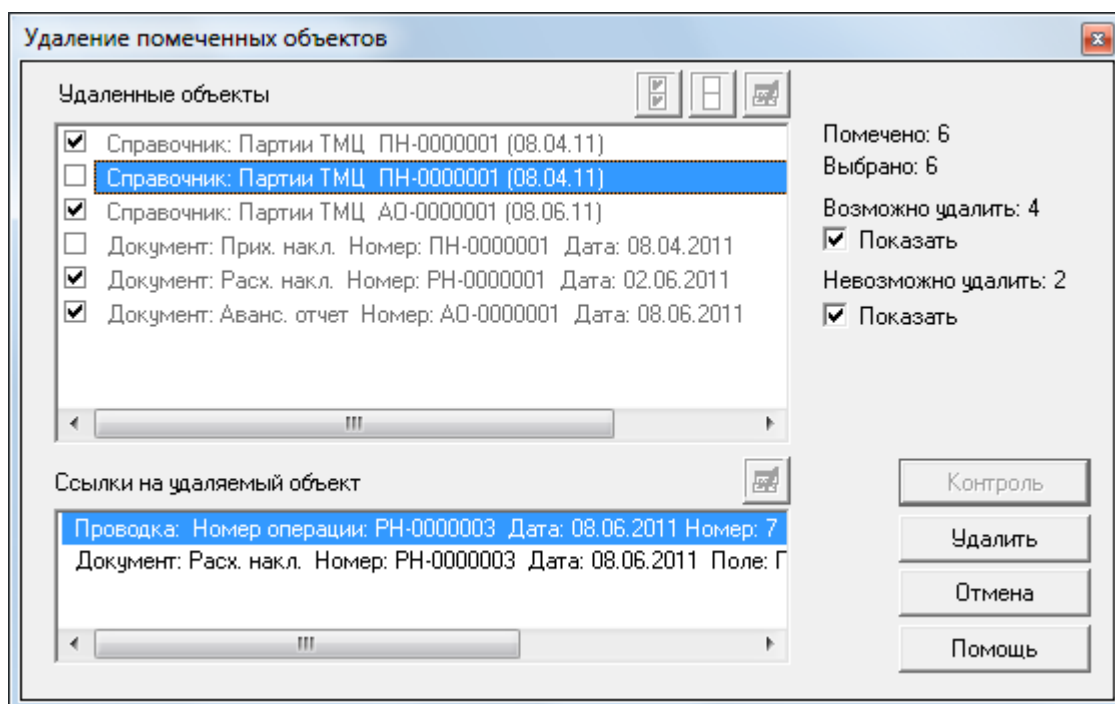 Удаление помеченных объектов
Удаленные объекты
Справочник: Партии ТМЦ ПН-0000001 (08.04.11)
Справочник: Партии ТМЦ ПН-0000001 (08.04.11)
Справочник: Партии ТМЦ АО-0000001 (08.06.11)
Документ: Прих. накл. Номер: ПН-0000001 Дата: 08.04.2011
Документ: Расх. накл. Номер: РН-0000001 Дата: 02.06.2011
Документ: Аванс. отчет Номер: АО-0000001 Дата: 08.06.2011
Помечено: 6
Выбрано: 6
Возможно удалить: 4
Показать
Невозможно удалить: 2
Показать
Ссылки на удаляемый объект
Проводка: Номер операции: РН-0000003 Дата: 08.06.2011 Номер: 7
Документ: Расх. накл. Номер: РН-0000003 Дата: 08.06.2011 Поле:
Контроль
Удалить
Отмена
Помощь